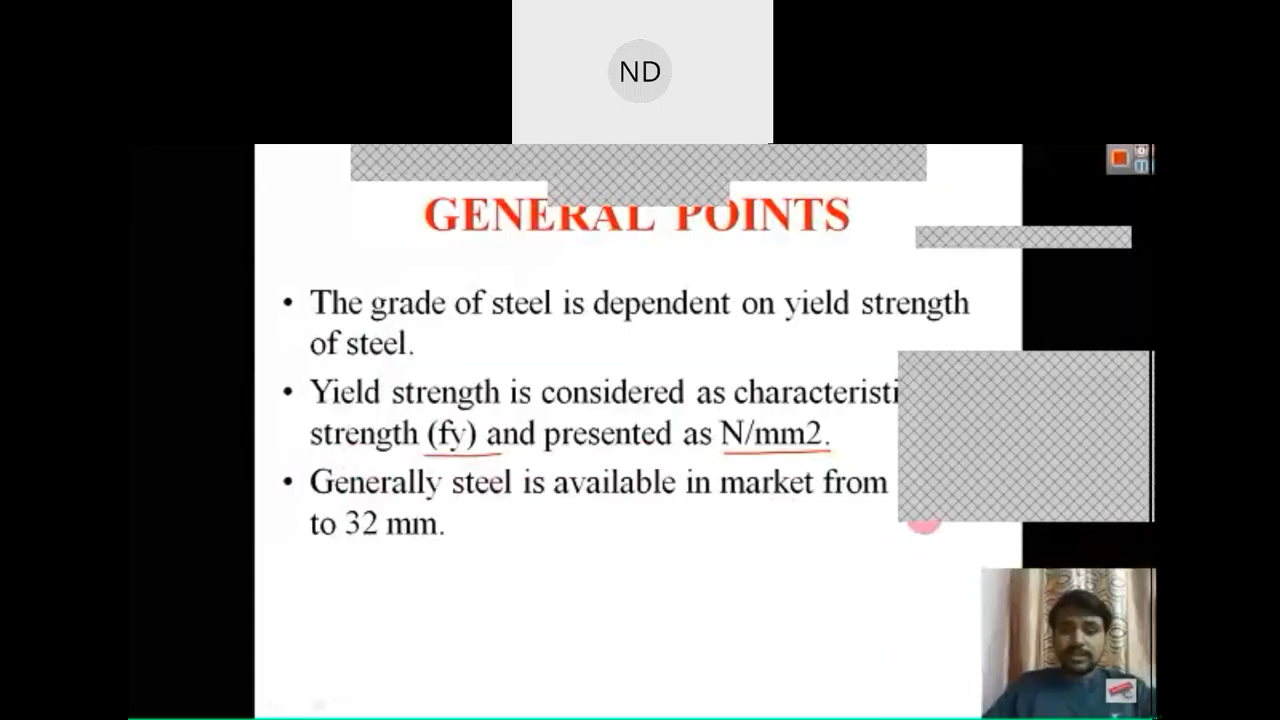 ND
GENERAL POINTS
• The grade of steel is dependent on yield strength
of steel.
• Yield strength is considered as
strength (fy) and presented as N/mm2.
• Generally steel is available in market from
to 32 mm.